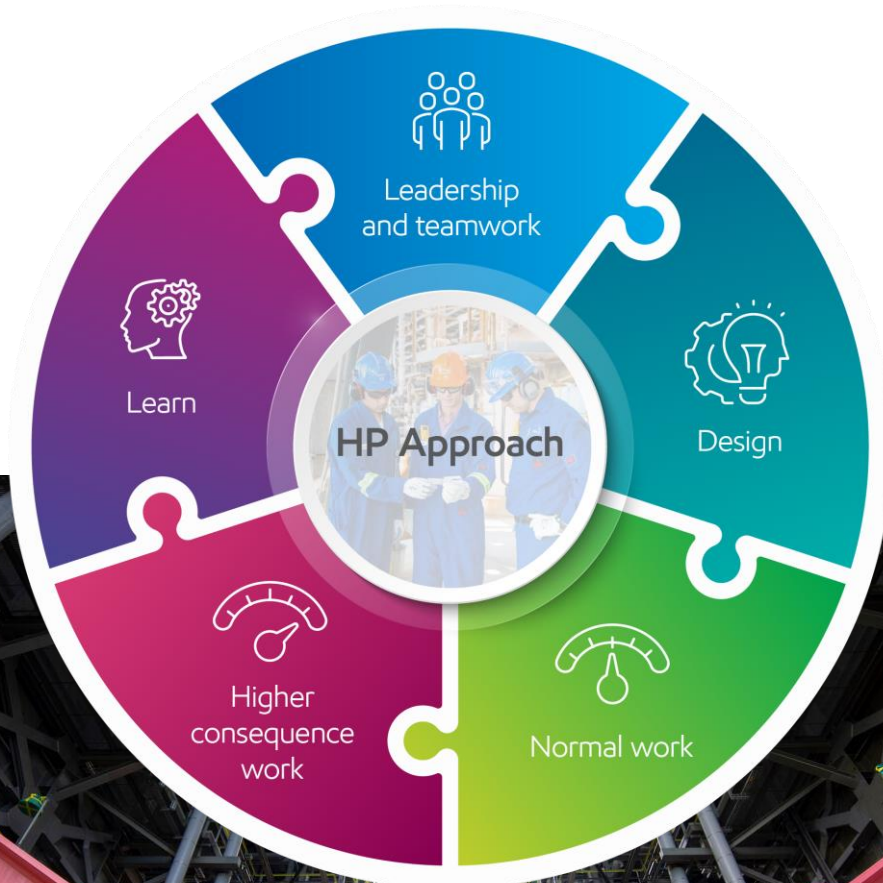 Leadership
and teamwork
Design
Normal work
Higher
consequence
work
Learn
HP Approach